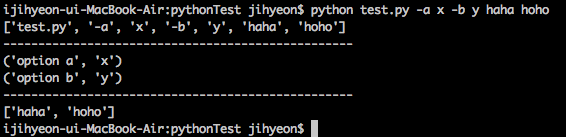 ijihyeon-ui-MacBook-Air:pythonTest jihyeon$ python test.py -a x -b y haha hoho
['test.py', '-a', 'x', '-b', 'y', 'haha', 'hoho']
--------------------------------------------------
('option a', 'x')
('option b', 'y')
--------------------------------------------------
['haha', 'hoho']
ijihyeon-ui-MacBook-Air:pythonTest jihyeon$